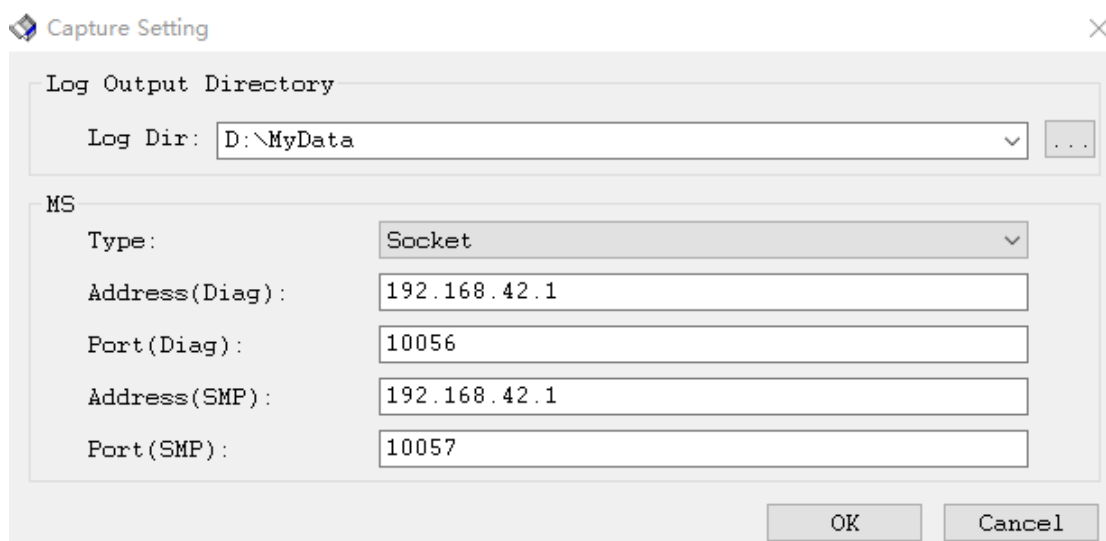 Capture Setting
Log Output Directory
Log Dir: D:\MyData ...
MS
Type: Socket
Address(Diag): 192.168.42.1
Port(Diag): 10056
Address(SMP): 192.168.42.1
Port(SMP): 10057
OK Cancel